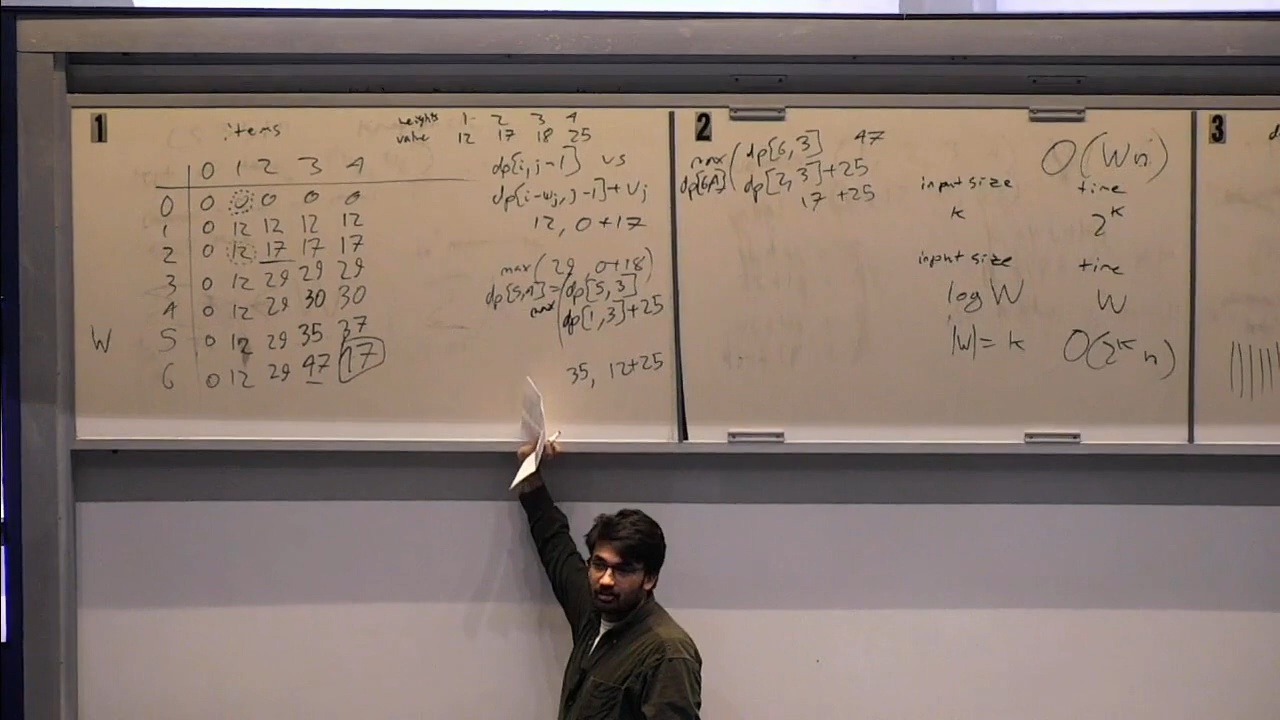 1
items
weights 1 2 3 4
value 12 17 18 25
0 1 2 3 4
0 0 0 0 0 0
1 0 12 12 12 12
2 0 12 17 17 17
3 0 12 29 29 29
4 0 12 29 30 30
W 5 0 12 29 35 37
6 0 12 29 47 47
dp[i, j-1] vs
dp[i-wj, j-1] + vj
12, 0+17
max(29, 0+18)
dp[5,4] = max(dp[5,3]
dp[1,3]+25
35, 12+25
2
max(dp[6,3] 47
dp[6,4] dp[2,3]+25
17 +25
O(Wn)
input size time
k 2^k
input size time
log W W
|W| = k O(2^k n)
3